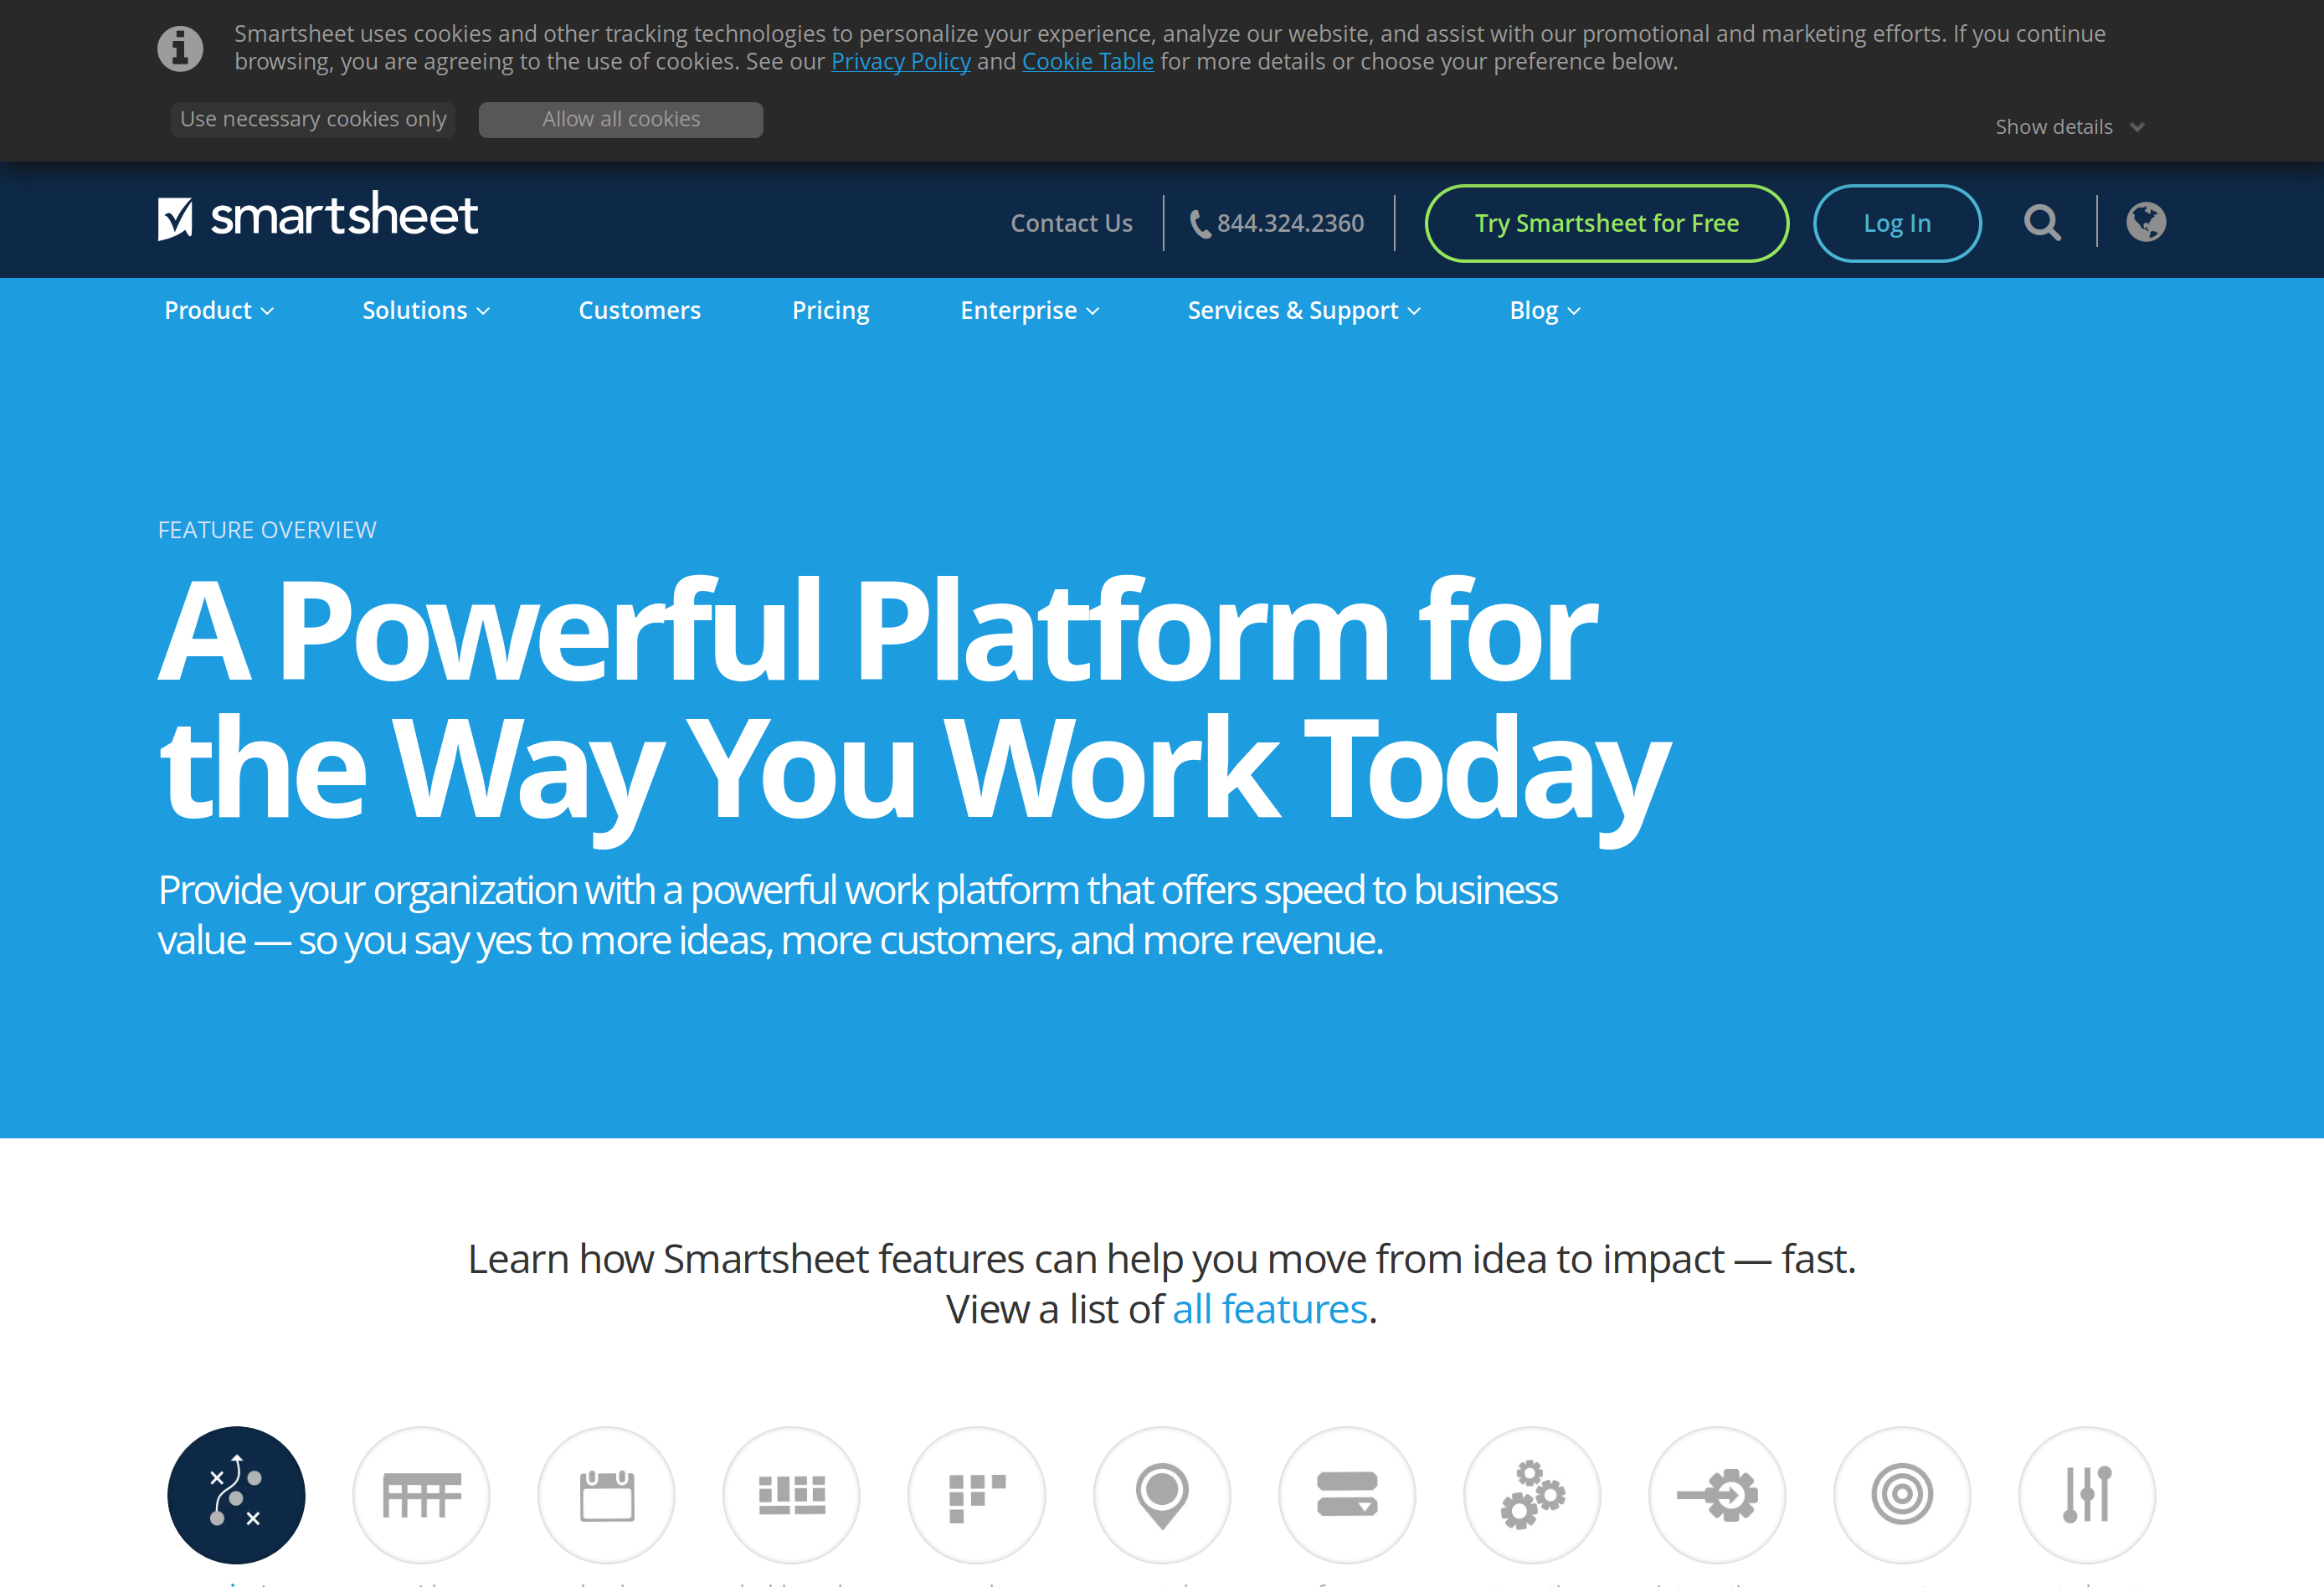 Smartsheet uses cookies and other tracking technologies to personalize your experience, analyze our website, and assist with our promotional and marketing efforts. If you continue
browsing, you are agreeing to the use of cookies. See our Privacy Policy and Cookie Table for more details or choose your preference below.
Use necessary cookies only
Allow all cookies
Show details
smartsheet
Contact Us
844.324.2360
Try Smartsheet for Free
Log In
Product
Solutions
Customers
Pricing
Enterprise
Services & Support
Blog
FEATURE OVERVIEW
A Powerful Platform for
the Way You Work Today
Provide your organization with a powerful work platform that offers speed to business
value — so you say yes to more ideas, more customers, and more revenue.
Learn how Smartsheet features can help you move from idea to impact — fast.
View a list of all features.